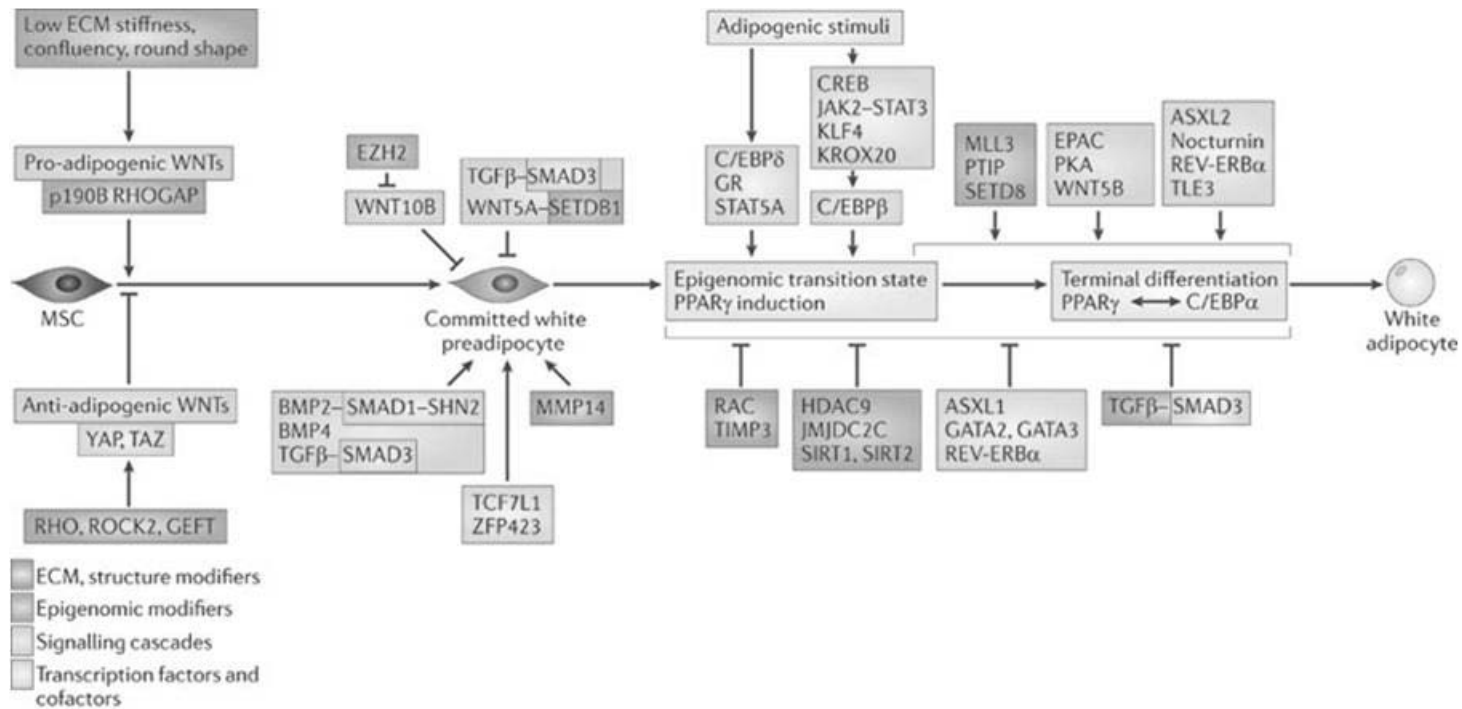 Low ECM stiffness,
confluency, round shape
Pro-adipogenic WNTs
p190B RHOGAP
MSC
Anti-adipogenic WNTs
YAP, TAZ
RHO, ROCK2, GEFT
EZH2
WNT10B
TGFβ–SMAD3
WNT5A–SETDB1
Committed white
preadipocyte
BMP2–SMAD1–SHN2
BMP4
TGFβ–SMAD3
TCF7L1
ZFP423
MMP14
Adipogenic stimuli
C/EBPδ
GR
STAT5A
CREB
JAK2–STAT3
KLF4
KROX20
C/EBPβ
Epigenomic transition state
PPARγ induction
MLL3
PTIP
SETD8
EPAC
PKA
WNT5B
ASXL2
Nocturnin
REV-ERBα
TLE3
Terminal differentiation
PPARγ C/EBPα
White
adipocyte
RAC
TIMP3
HDAC9
JMJDC2C
SIRT1, SIRT2
ASXL1
GATA2, GATA3
REV-ERBα
TGFβ–SMAD3
ECM, structure modifiers
Epigenomic modifiers
Signalling cascades
Transcription factors and
cofactors